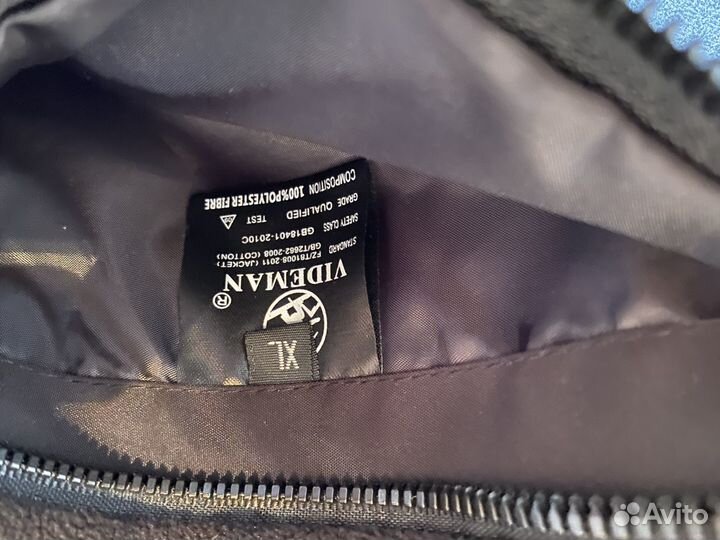 XL
®
VIDEMAN
STANDARD
FZ/T81008-2011 (JACKET)
GB/T2662-2008 (COTTON)
SAFETY CLASS
GB18401-2010C
GRADE QUALIFIED TEST
COMPOSITION 100%POLYESTER FIBRE
Avito